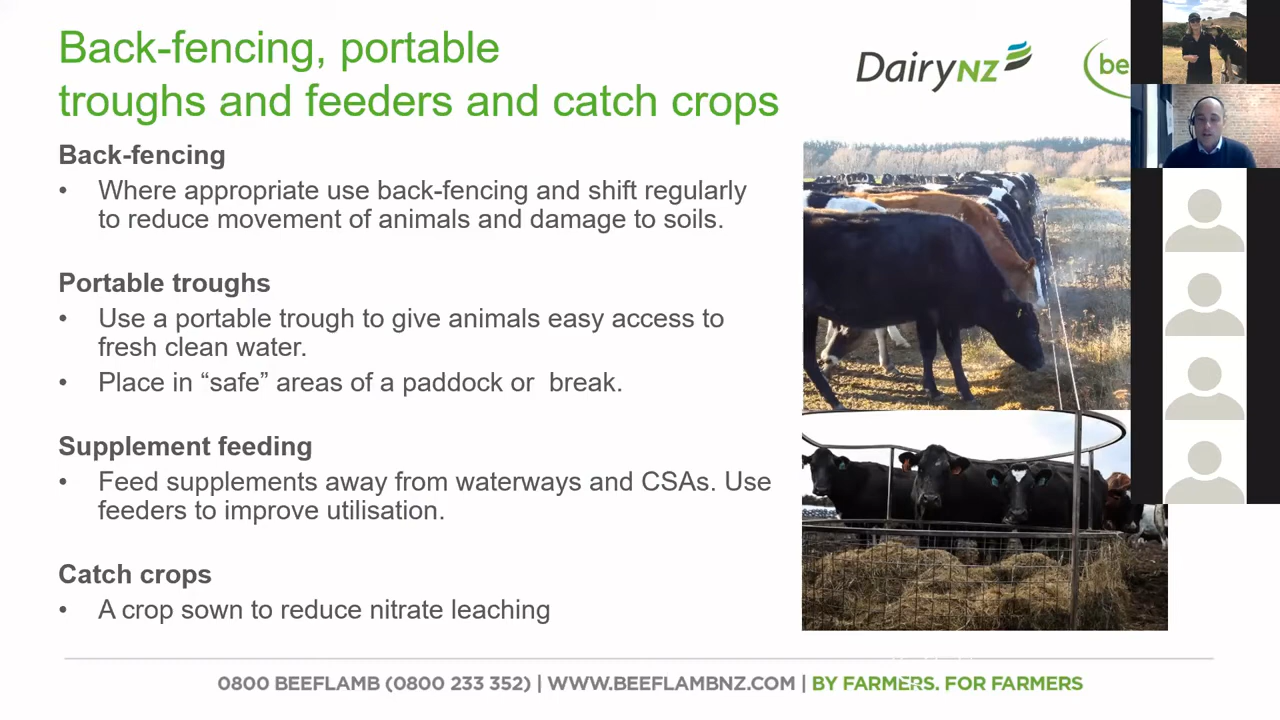 Back-fencing, portable
troughs and feeders and catch crops
DairyNZ
be
Back-fencing
• Where appropriate use back-fencing and shift regularly
to reduce movement of animals and damage to soils.
Portable troughs
• Use a portable trough to give animals easy access to
fresh clean water.
• Place in “safe” areas of a paddock or  break.
Supplement feeding
• Feed supplements away from waterways and CSAs. Use
feeders to improve utilisation.
Catch crops
• A crop sown to reduce nitrate leaching
0800 BEEFLAMB (0800 233 352) | WWW.BEEFLAMBNZ.COM | BY FARMERS. FOR FARMERS